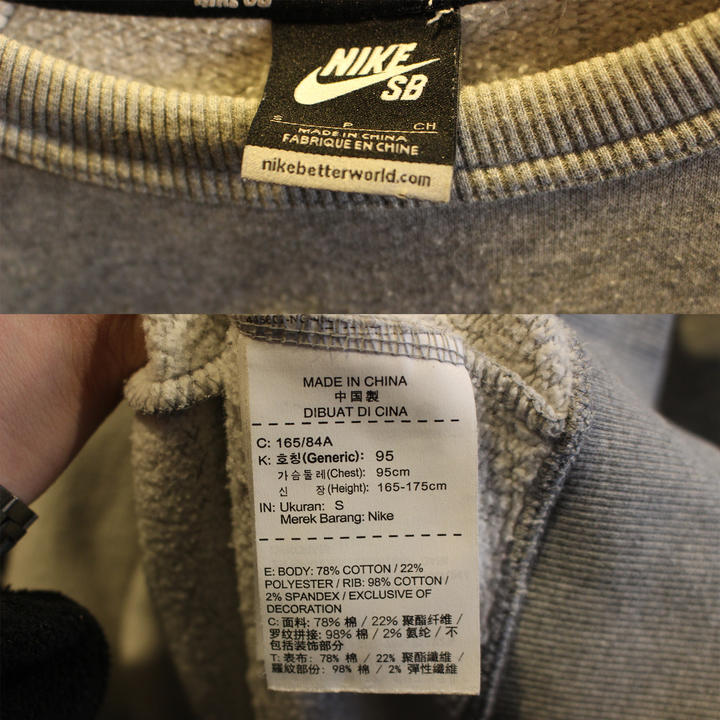 NIKE
SB
S P CH
MADE IN CHINA
FABRIQUE EN CHINE
nikebetterworld.com
MADE IN CHINA
中国製
DIBUAT DI CINA
C: 165/84A
K: 호칭(Generic): 95
가슴둘레(Chest): 95cm
신 장(Height): 165-175cm
IN: Ukuran: S
Merek Barang: Nike
E: BODY: 78% COTTON / 22%
POLYESTER / RIB: 98% COTTON /
2% SPANDEX / EXCLUSIVE OF
DECORATION
C: 面料: 78% 棉 / 22% 聚酯纤维 /
罗纹拼接: 98% 棉 / 2% 氨纶 / 不
包括装饰部分
T: 表布: 78% 棉 / 22% 聚酯纖維 /
羅紋部份: 98% 棉 / 2% 彈性纖維